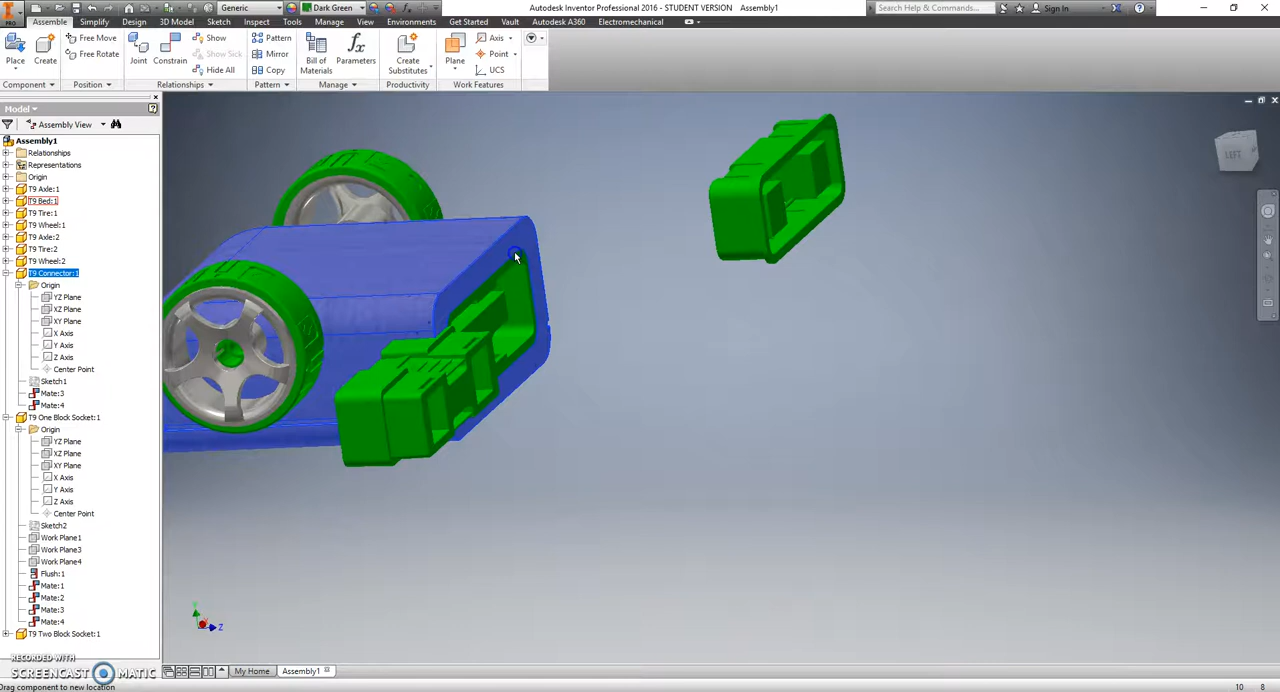 Generic
Dark Green
Autodesk Inventor Professional 2016 - STUDENT VERSION Assembly1
Search Help & Commands...
Sign In
PRO
Assemble Simplify Design 3D Model Sketch Inspect Tools Manage View Environments Get Started Vault Autodesk A360 Electromechanical
Place
Create
Free Move
Free Rotate
Joint
Constrain
Show
Show Sick
Hide All
Pattern
Mirror
Copy
Bill of
Materials
Parameters
Create
Substitutes
Plane
Axis
Point
UCS
Component Position Relationships Pattern Manage Productivity Work Features
Model
Assembly View
Assembly1
Relationships
Representations
Origin
T9 Axle:1
T9 Bed:1
T9 Tire:1
T9 Wheel:1
T9 Axle:2
T9 Tire:2
T9 Wheel:2
T9 Connector:1
Origin
YZ Plane
XZ Plane
XY Plane
X Axis
Y Axis
Z Axis
Center Point
Sketch1
Mate:3
Mate:4
T9 One Block Socket:1
Origin
YZ Plane
XZ Plane
XY Plane
X Axis
Y Axis
Z Axis
Center Point
Sketch2
Work Plane1
Work Plane3
Work Plane4
Flush:1
Mate:1
Mate:2
Mate:3
Mate:4
T9 Two Block Socket:1
LEFT
Z
RECORDED WITH
SCREENCAST MATIC
My Home Assembly1
Drag component to new location
10 8